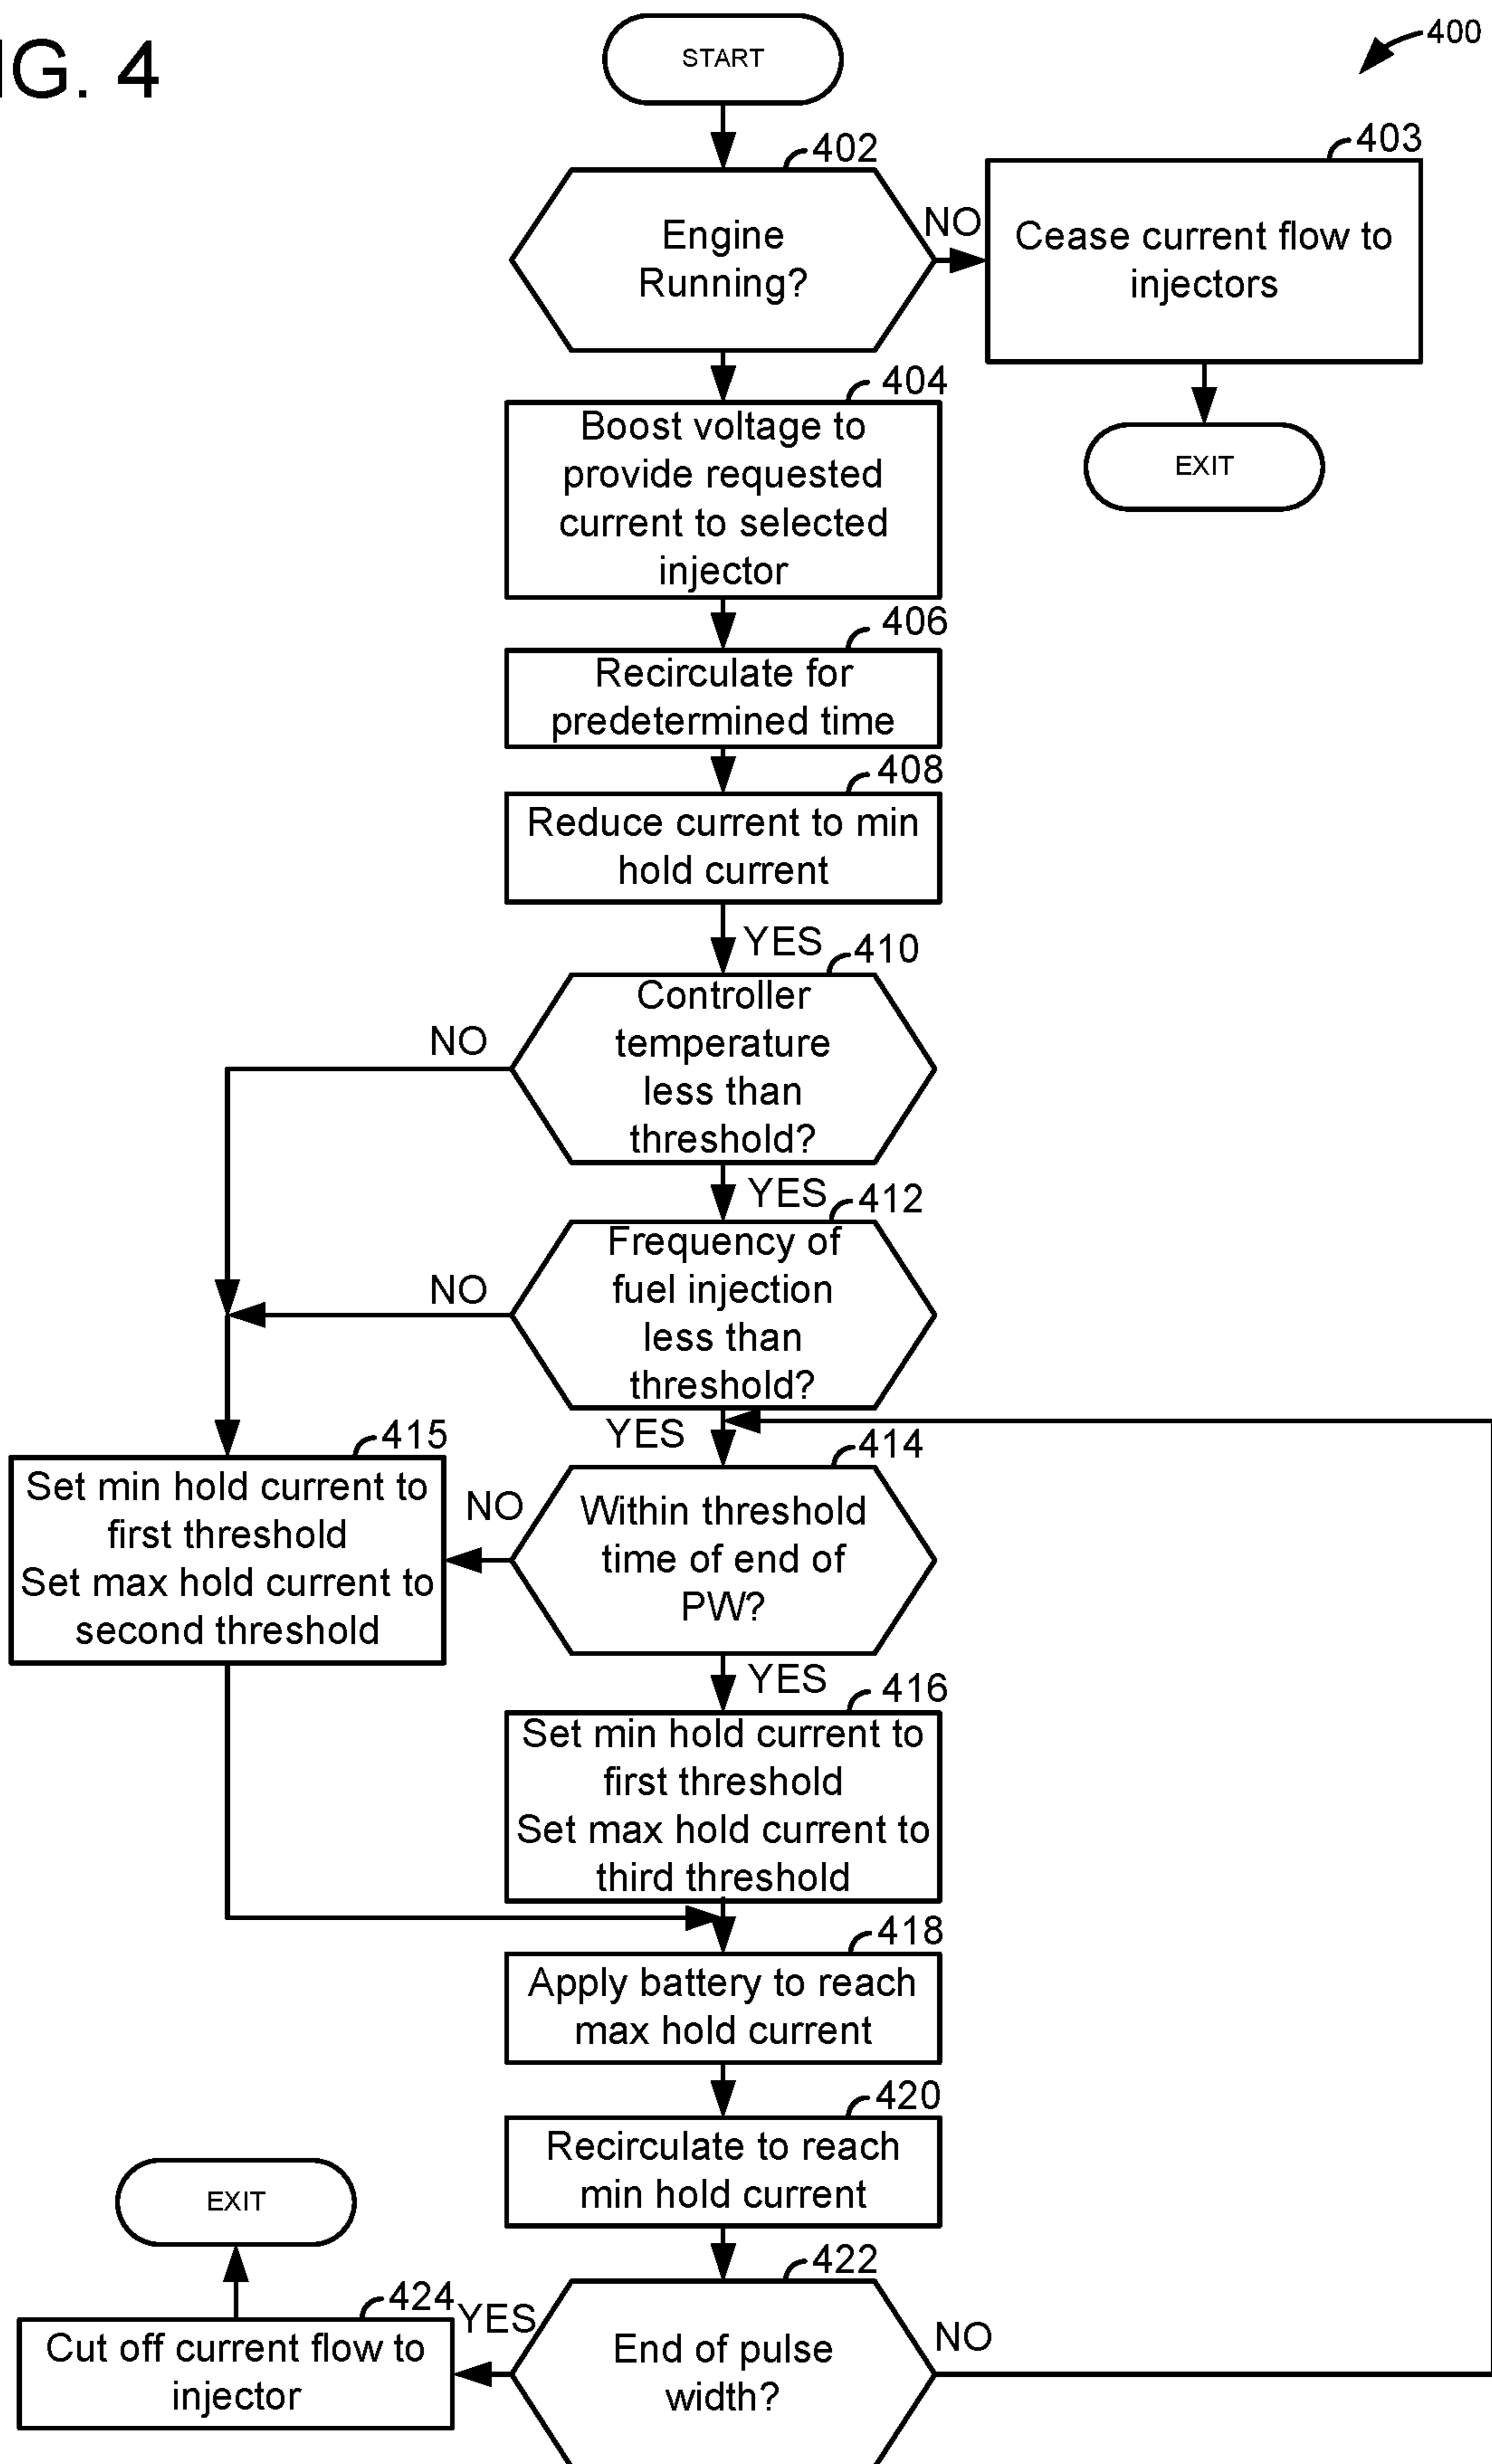 IG. 4
START
400
402
403
Engine
Running?
NO
Cease current flow to
injectors
EXIT
404
Boost voltage to
provide requested
current to selected
injector
406
Recirculate for
predetermined time
408
Reduce current to min
hold current
YES
410
Controller
temperature
less than
threshold?
NO
YES
412
Frequency of
fuel injection
less than
threshold?
NO
YES
414
Within threshold
time of end of
PW?
NO
415
Set min hold current to
first threshold
Set max hold current to
second threshold
YES
416
Set min hold current to
first threshold
Set max hold current to
third threshold
418
Apply battery to reach
max hold current
420
Recirculate to reach
min hold current
422
End of pulse
width?
NO
YES
424
Cut off current flow to
injector
EXIT